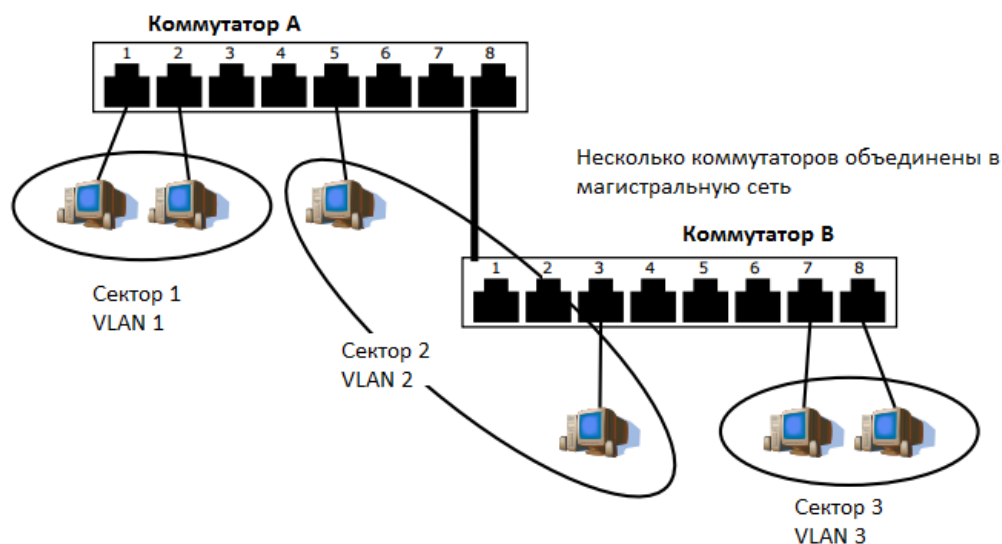 Коммутатор A
1 2 3 4 5 6 7 8
Несколько коммутаторов объединены в
магистральную сеть
Коммутатор B
1 2 3 4 5 6 7 8
Сектор 1
VLAN 1
Сектор 2
VLAN 2
Сектор 3
VLAN 3